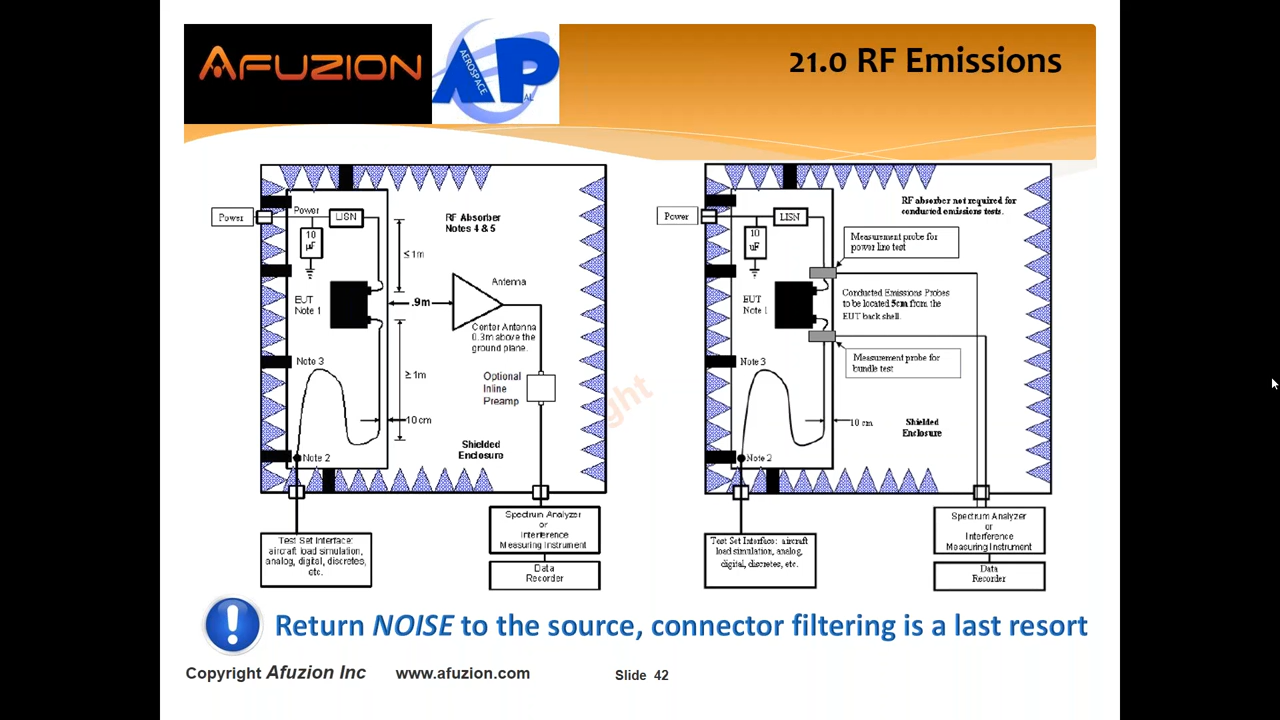 AFUZION
AEROSPACE
AP
AL
21.0 RF Emissions
Power
Power
LISN
10
µF
RF Absorber
Notes 4 & 5
≤ 1m
EUT
Note 1
.9m
Antenna
Center Antenna
0.3m above the
ground plane.
Note 3
≥ 1m
Optional
Inline
Preamp
10 cm
Shielded
Enclosure
Note 2
Test Set Interface:
aircraft load simulation,
analog, digital, discretes,
etc.
Spectrum Analyzer
or
Interference
Measuring Instrument
Data
Recorder
Power
LISN
10
uF
RF absorber not required for
conducted emissions tests.
Measurement probe for
power line test
EUT
Note 1
Conducted Emissions Probes
to be located 5cm from the
EUT back shell.
Note 3
Measurement probe for
bundle test
10 cm
Shielded
Enclosure
Note 2
Test Set Interface: aircraft
load simulation, analog,
digital, discretes, etc.
Spectrum Analyzer
or
Interference
Measuring Instrument
Data
Recorder
Return NOISE to the source, connector filtering is a last resort
Copyright Afuzion Inc www.afuzion.com Slide 42